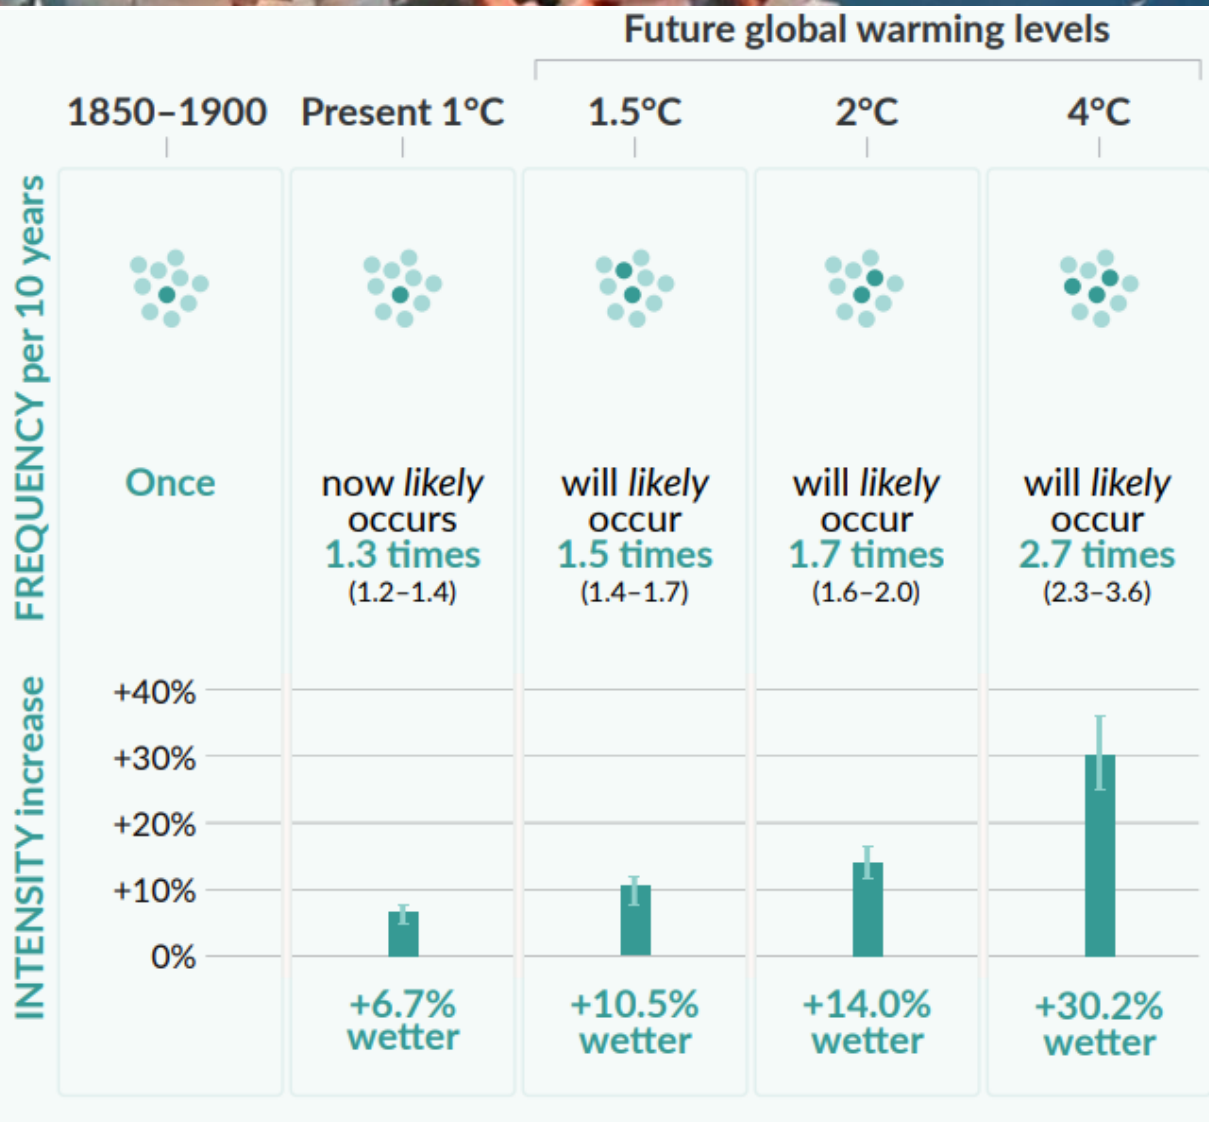 Future global warming levels
1850–1900 Present 1°C 1.5°C 2°C 4°C
FREQUENCY per 10 years
Once
now likely
occurs
1.3 times
(1.2–1.4)
will likely
occur
1.5 times
(1.4–1.7)
will likely
occur
1.7 times
(1.6–2.0)
will likely
occur
2.7 times
(2.3–3.6)
INTENSITY increase
+40%
+30%
+20%
+10%
0%
+6.7%
wetter
+10.5%
wetter
+14.0%
wetter
+30.2%
wetter